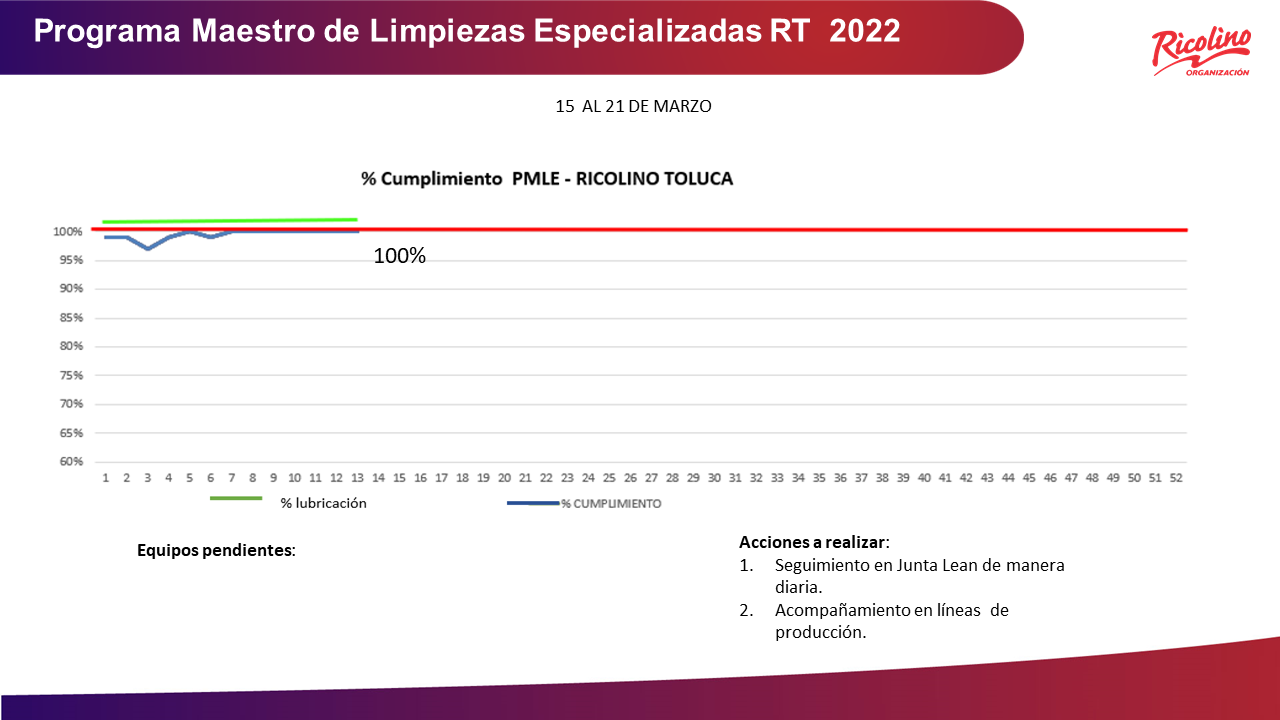 Programa Maestro de Limpiezas Especializadas RT 2022
Ricolino
ORGANIZACIÓN
15 AL 21 DE MARZO
% Cumplimiento PMLE - RICOLINO TOLUCA
100%
95%
90%
85%
80%
75%
70%
65%
60%
100%
1 2 3 4 5 6 7 8 9 10 11 12 13 14 15 16 17 18 19 20 21 22 23 24 25 26 27 28 29 30 31 32 33 34 35 36 37 38 39 40 41 42 43 44 45 46 47 48 49 50 51 52
% lubricación
% CUMPLIMIENTO
Equipos pendientes:
Acciones a realizar:
1. Seguimiento en Junta Lean de manera
diaria.
2. Acompañamiento en líneas de
producción.